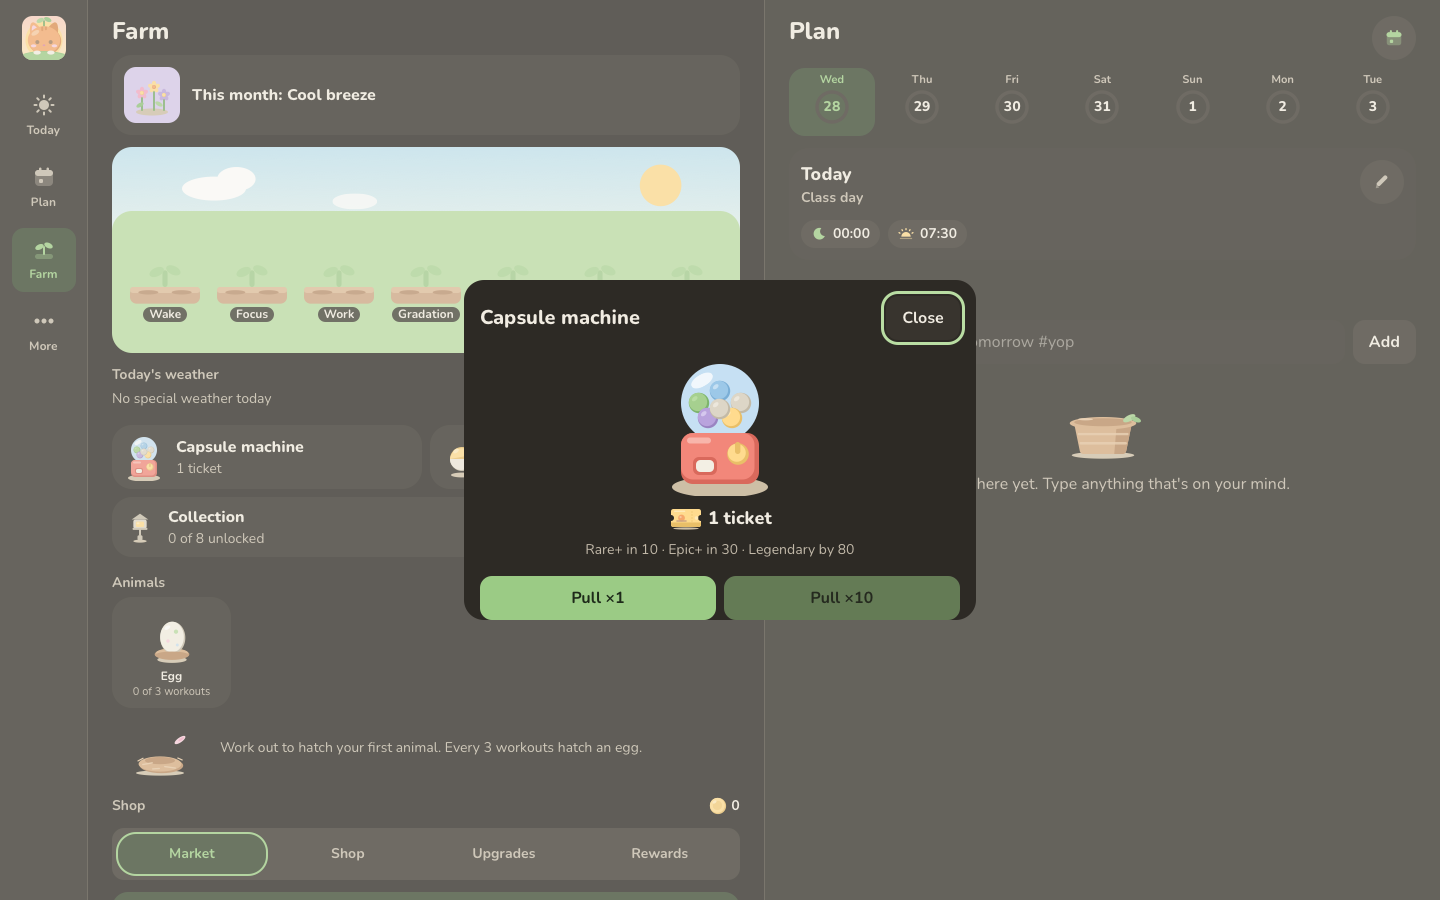 Today
Plan
Farm
More
Farm
This month: Cool breeze
Wake
Focus
Work
Gradation
Today's weather
No special weather today
Capsule machine
1 ticket
Collection
0 of 8 unlocked
Animals
Egg
0 of 3 workouts
Work out to hatch your first animal. Every 3 workouts hatch an egg.
Shop
0
Market
Shop
Upgrades
Rewards
Capsule machine
Close
1 ticket
Rare+ in 10 · Epic+ in 30 · Legendary by 80
Pull ×1
Pull ×10
Plan
Wed
Thu
Fri
Sat
Sun
Mon
Tue
28
29
30
31
1
2
3
Today
Class day
00:00
07:30
#yop
Add
here yet. Type anything that's on your mind.